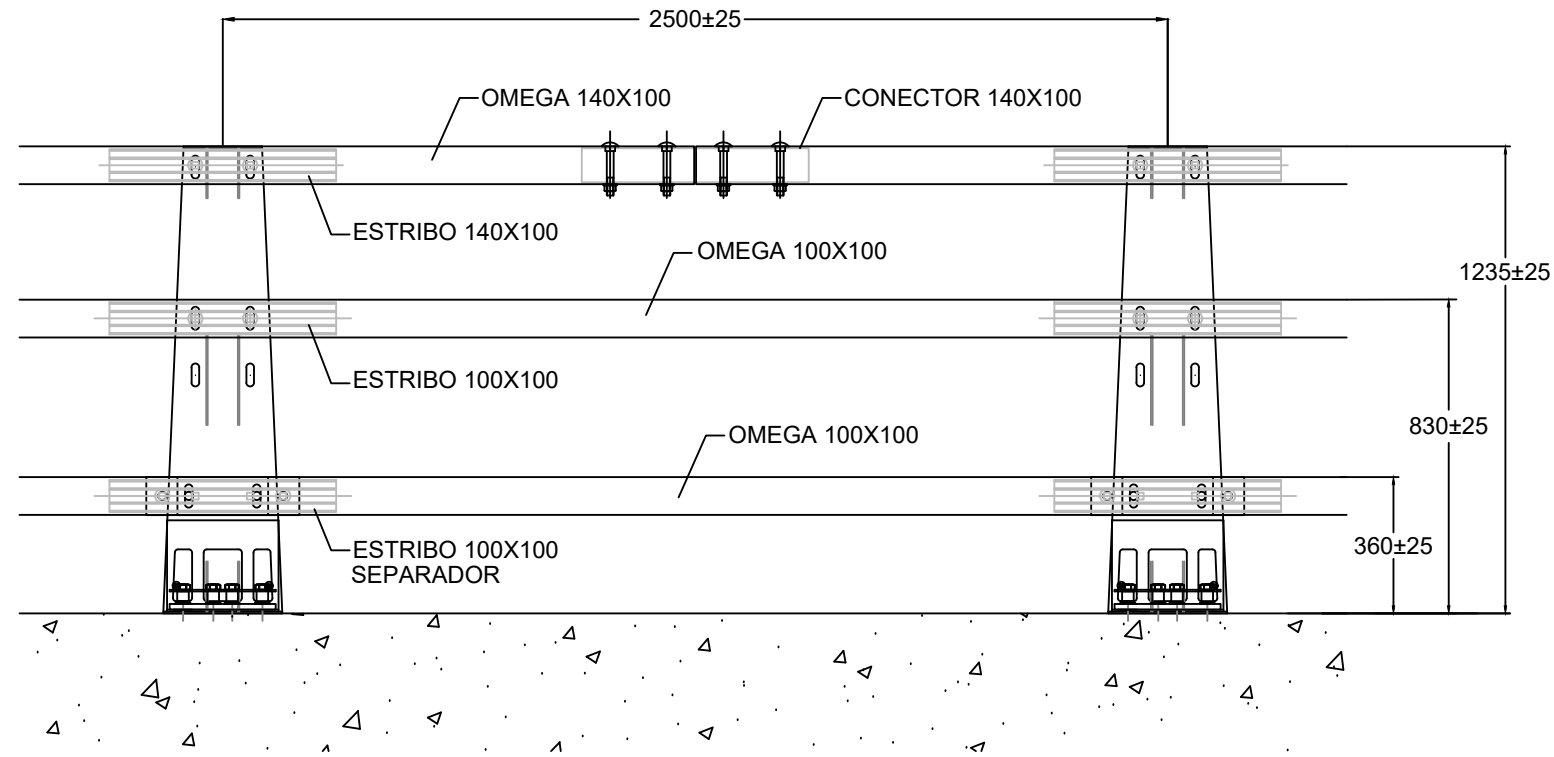 2500±25
OMEGA 140X100
CONECTOR 140X100
ESTRIBO 140X100
OMEGA 100X100
1235±25
ESTRIBO 100X100
830±25
OMEGA 100X100
ESTRIBO 100X100
SEPARADOR
360±25